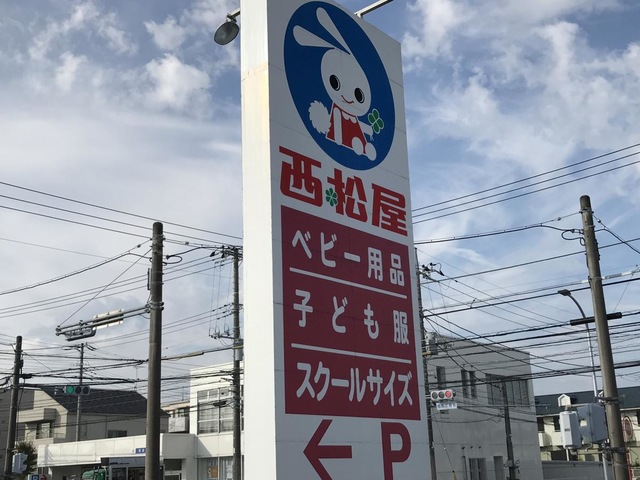 西松屋
ベビー用品
子ども服
スクールサイズ
← P